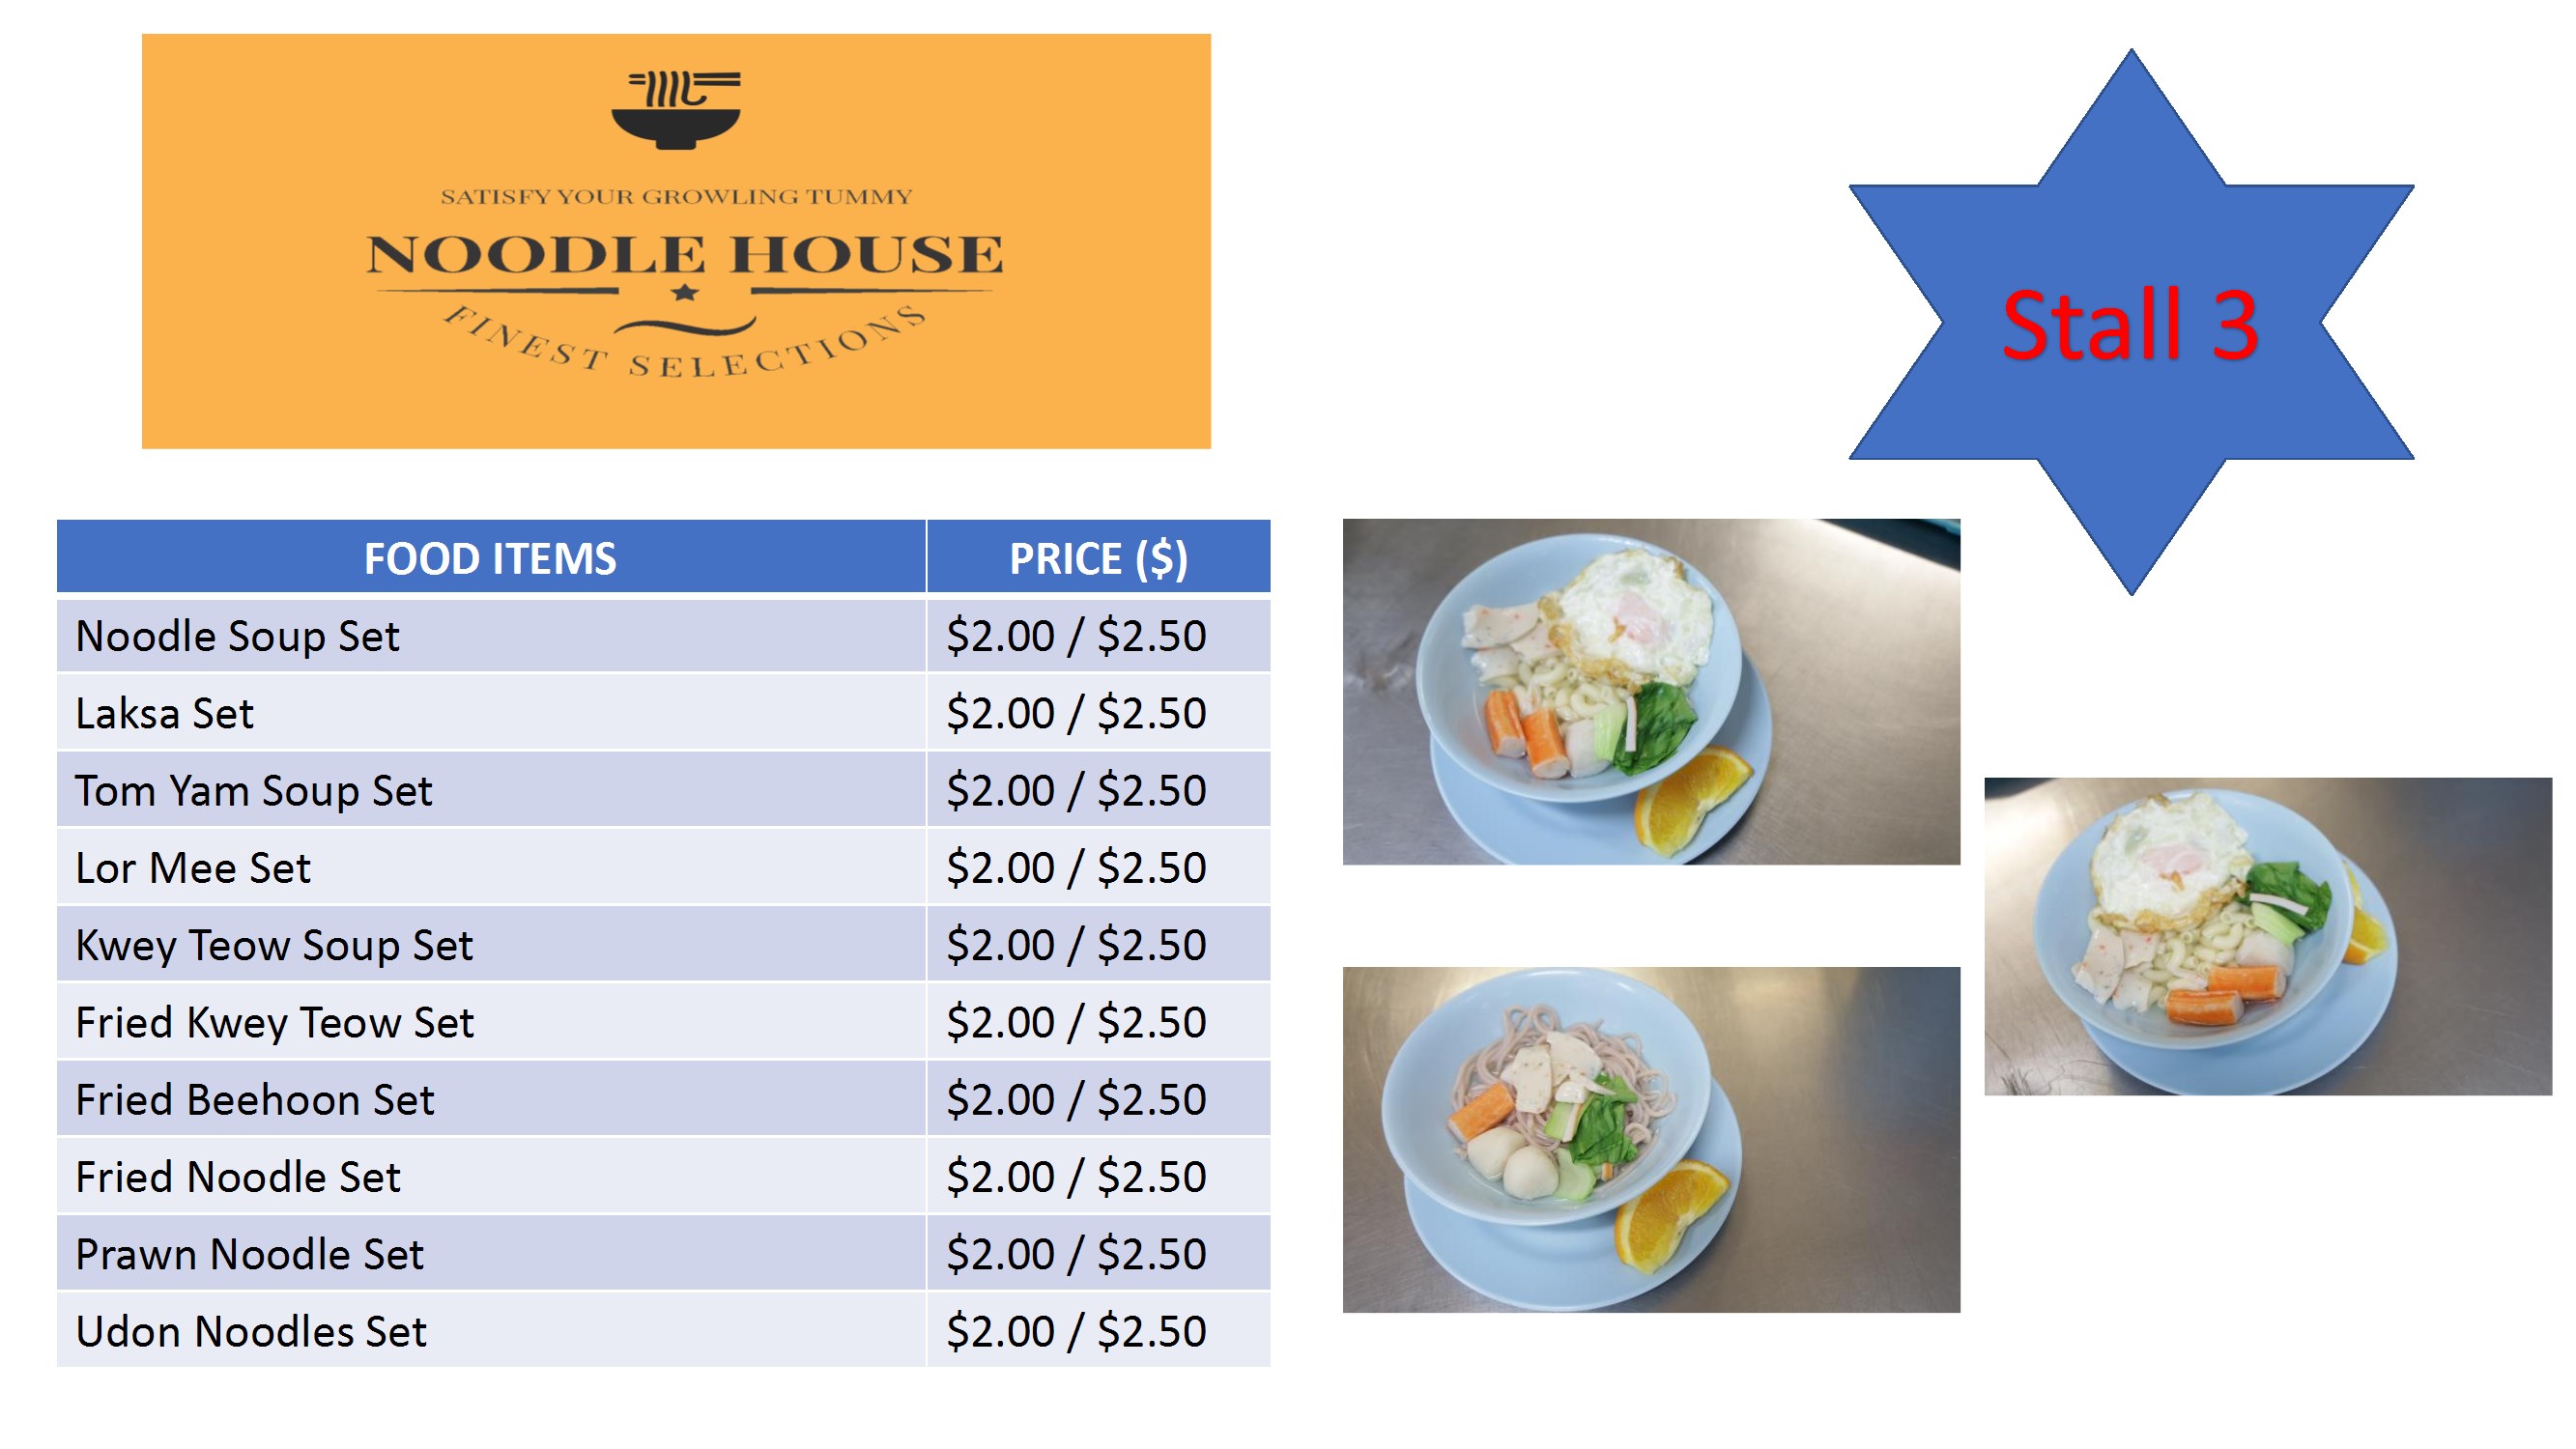 SATISFY YOUR GROWLING TUMMY
NOODLE HOUSE
FINEST SELECTIONS
Stall 3
FOOD ITEMS PRICE ($)
Noodle Soup Set $2.00 / $2.50
Laksa Set $2.00 / $2.50
Tom Yam Soup Set $2.00 / $2.50
Lor Mee Set $2.00 / $2.50
Kwey Teow Soup Set $2.00 / $2.50
Fried Kwey Teow Set $2.00 / $2.50
Fried Beehoon Set $2.00 / $2.50
Fried Noodle Set $2.00 / $2.50
Prawn Noodle Set $2.00 / $2.50
Udon Noodles Set $2.00 / $2.50